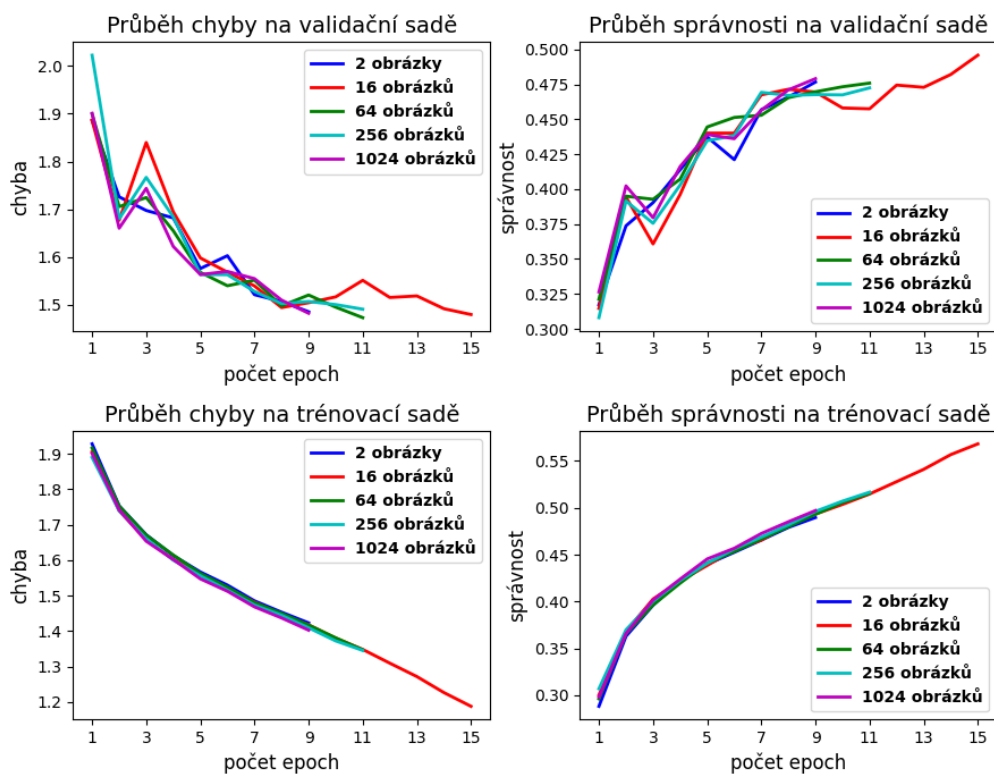 Průběh chyby na validační sadě
chyba
2.0
1.9
1.8
1.7
1.6
1.5
2 obrázky
16 obrázků
64 obrázků
256 obrázků
1024 obrázků
1 3 5 7 9 11 13 15
počet epoch
Průběh správnosti na validační sadě
správnost
0.500
0.475
0.450
0.425
0.400
0.375
0.350
0.325
0.300
2 obrázky
16 obrázků
64 obrázků
256 obrázků
1024 obrázků
1 3 5 7 9 11 13 15
počet epoch
Průběh chyby na trénovací sadě
chyba
1.9
1.8
1.7
1.6
1.5
1.4
1.3
1.2
2 obrázky
16 obrázků
64 obrázků
256 obrázků
1024 obrázků
1 3 5 7 9 11 13 15
počet epoch
Průběh správnosti na trénovací sadě
správnost
0.55
0.50
0.45
0.40
0.35
0.30
2 obrázky
16 obrázků
64 obrázků
256 obrázků
1024 obrázků
1 3 5 7 9 11 13 15
počet epoch